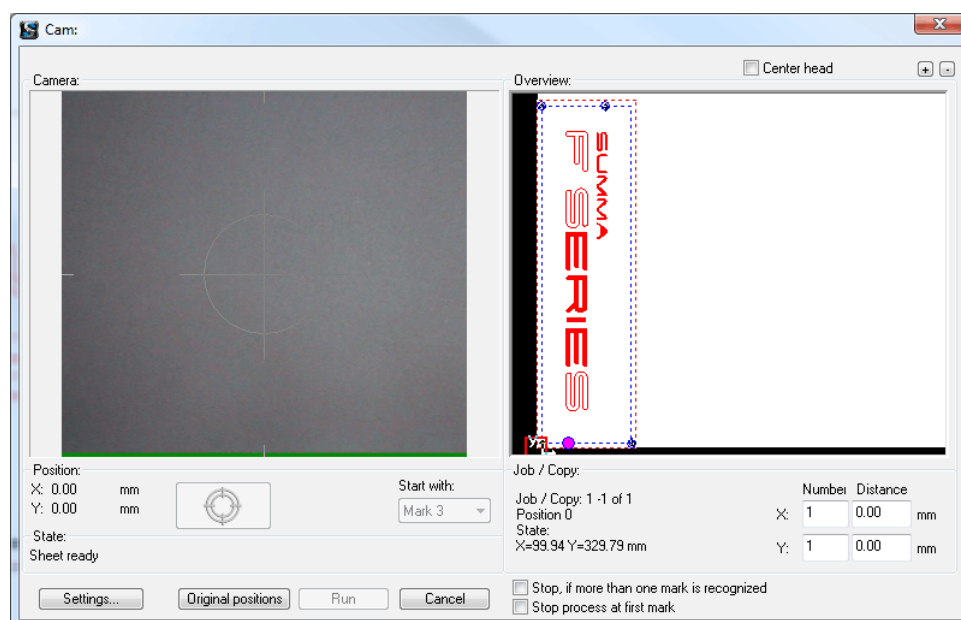 Cam:
Center head
+ -
Camera:
Overview:
SUMMA
F SERIES
Position:
X: 0.00 mm
Y: 0.00 mm
Start with:
Mark 3
State:
Sheet ready
Job / Copy:
Job / Copy: 1 -1 of 1
Position 0
State:
X=99.94 Y=329.79 mm
Number Distance
X: 1 0.00 mm
Y: 1 0.00 mm
Settings... Original positions Run Cancel
Stop, if more than one mark is recognized
Stop process at first mark